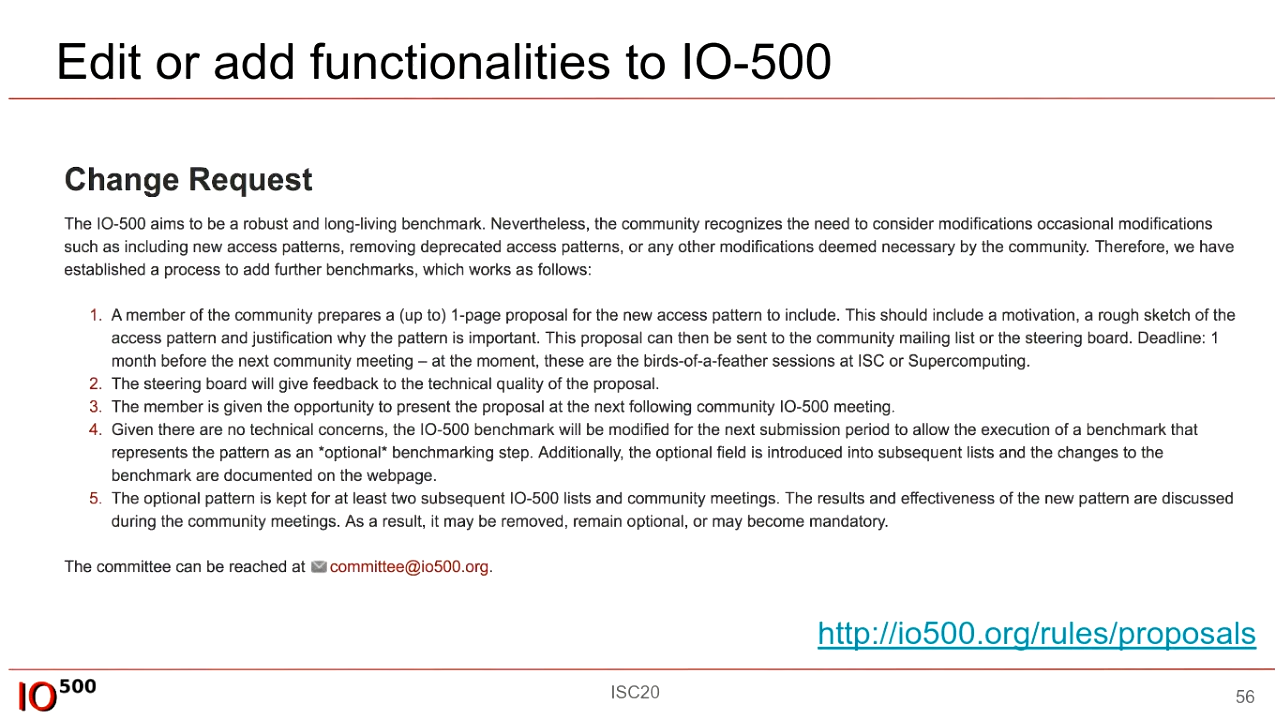 Edit or add functionalities to IO-500
Change Request
The IO-500 aims to be a robust and long-living benchmark. Nevertheless, the community recognizes the need to consider modifications occasional modifications
such as including new access patterns, removing deprecated access patterns, or any other modifications deemed necessary by the community. Therefore, we have
established a process to add further benchmarks, which works as follows:
1. A member of the community prepares a (up to) 1-page proposal for the new access pattern to include. This should include a motivation, a rough sketch of the
access pattern and justification why the pattern is important. This proposal can then be sent to the community mailing list or the steering board. Deadline: 1
month before the next community meeting – at the moment, these are the birds-of-a-feather sessions at ISC or Supercomputing.
2. The steering board will give feedback to the technical quality of the proposal.
3. The member is given the opportunity to present the proposal at the next following community IO-500 meeting.
4. Given there are no technical concerns, the IO-500 benchmark will be modified for the next submission period to allow the execution of a benchmark that
represents the pattern as an *optional* benchmarking step. Additionally, the optional field is introduced into subsequent lists and the changes to the
benchmark are documented on the webpage.
5. The optional pattern is kept for at least two subsequent IO-500 lists and community meetings. The results and effectiveness of the new pattern are discussed
during the community meetings. As a result, it may be removed, remain optional, or may become mandatory.
The committee can be reached at committee@io500.org.
http://io500.org/rules/proposals
IO500
ISC20
56